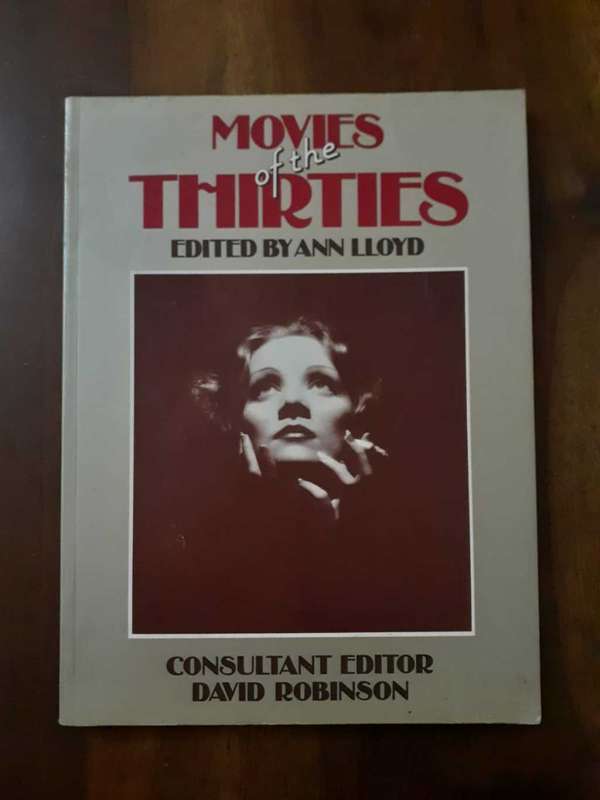 MOVIES
of the
THIRTIES
EDITED BY ANN LLOYD
CONSULTANT EDITOR
DAVID ROBINSON